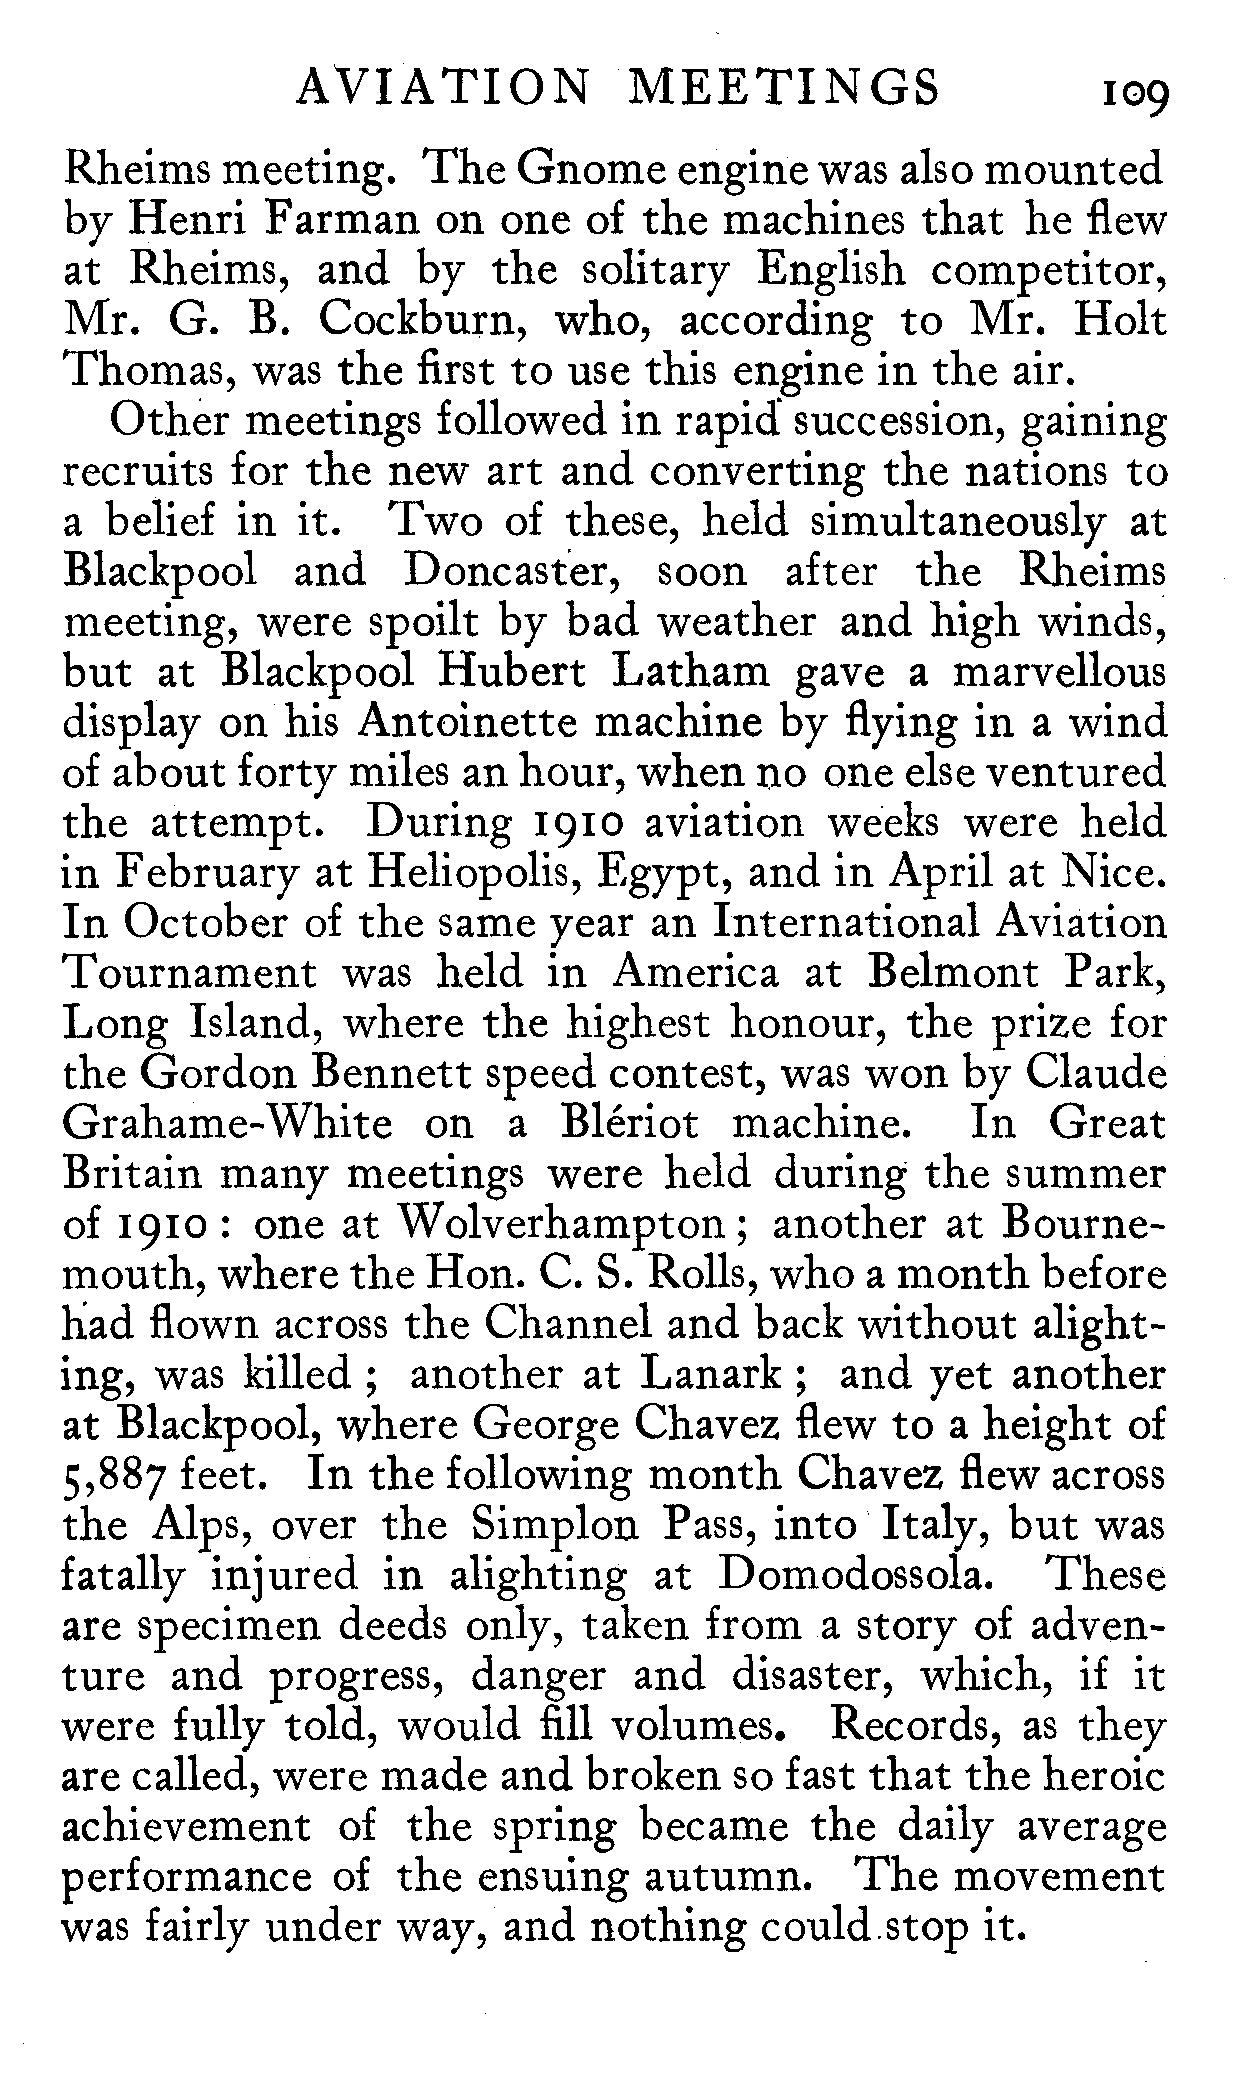 AVIATION MEETINGS 109
Rheims meeting. The Gnome engine was also mounted
by Henri Farman on one of the machines that he flew
at Rheims, and by the solitary English competitor,
Mr. G. B. Cockburn, who, according to Mr. Holt
Thomas, was the first to use this engine in the air.
Other meetings followed in rapid succession, gaining
recruits for the new art and converting the nations to
a belief in it. Two of these, held simultaneously at
Blackpool and Doncaster, soon after the Rheims
meeting, were spoilt by bad weather and high winds,
but at Blackpool Hubert Latham gave a marvellous
display on his Antoinette machine by flying in a wind
of about forty miles an hour, when no one else ventured
the attempt. During 1910 aviation weeks were held
in February at Heliopolis, Egypt, and in April at Nice.
In October of the same year an International Aviation
Tournament was held in America at Belmont Park,
Long Island, where the highest honour, the prize for
the Gordon Bennett speed contest, was won by Claude
Grahame-White on a Blériot machine. In Great
Britain many meetings were held during the summer
of 1910 : one at Wolverhampton ; another at Bourne-
mouth, where the Hon. C. S. Rolls, who a month before
had flown across the Channel and back without alight-
ing, was killed ; another at Lanark ; and yet another
at Blackpool, where George Chavez flew to a height of
5,887 feet. In the following month Chavez flew across
the Alps, over the Simplon Pass, into Italy, but was
fatally injured in alighting at Domodossola. These
are specimen deeds only, taken from a story of adven-
ture and progress, danger and disaster, which, if it
were fully told, would fill volumes. Records, as they
are called, were made and broken so fast that the heroic
achievement of the spring became the daily average
performance of the ensuing autumn. The movement
was fairly under way, and nothing could stop it.